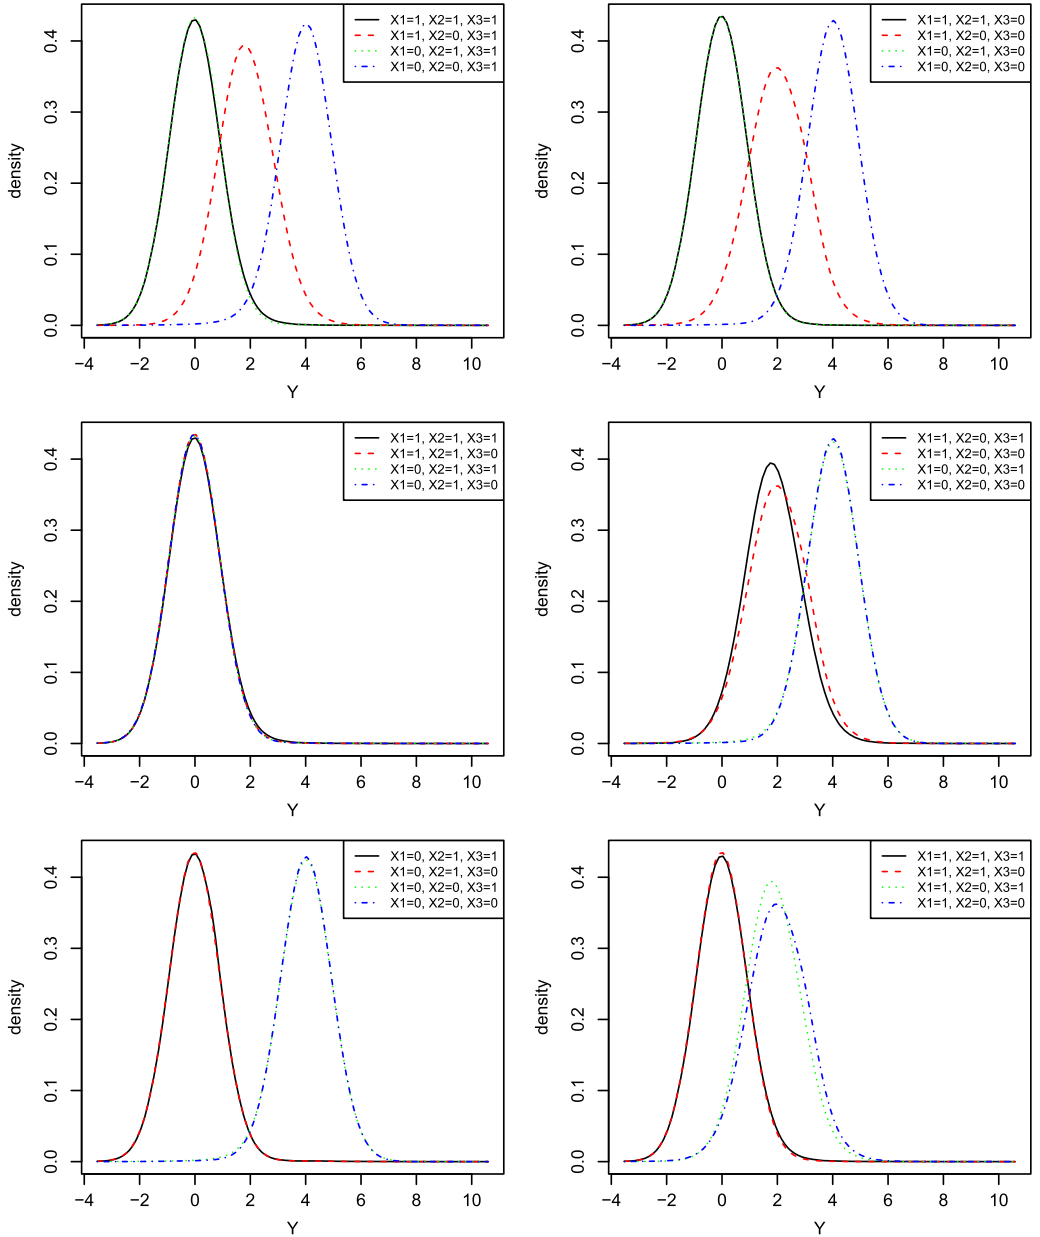 X1=1, X2=1, X3=1
X1=1, X2=0, X3=1
X1=0, X2=1, X3=1
X1=0, X2=0, X3=1
density
0.0
0.1
0.2
0.3
0.4
−4 −2 0 2 4 6 8 10
Y
X1=1, X2=1, X3=0
X1=1, X2=0, X3=0
X1=0, X2=1, X3=0
X1=0, X2=0, X3=0
density
0.0
0.1
0.2
0.3
0.4
−4 −2 0 2 4 6 8 10
Y
X1=1, X2=1, X3=1
X1=1, X2=1, X3=0
X1=0, X2=1, X3=1
X1=0, X2=1, X3=0
density
0.0
0.1
0.2
0.3
0.4
−4 −2 0 2 4 6 8 10
Y
X1=1, X2=0, X3=1
X1=1, X2=0, X3=0
X1=0, X2=0, X3=1
X1=0, X2=0, X3=0
density
0.0
0.1
0.2
0.3
0.4
−4 −2 0 2 4 6 8 10
Y
X1=0, X2=1, X3=1
X1=0, X2=1, X3=0
X1=0, X2=0, X3=1
X1=0, X2=0, X3=0
density
0.0
0.1
0.2
0.3
0.4
−4 −2 0 2 4 6 8 10
Y
X1=1, X2=1, X3=1
X1=1, X2=1, X3=0
X1=1, X2=0, X3=1
X1=1, X2=0, X3=0
density
0.0
0.1
0.2
0.3
0.4
−4 −2 0 2 4 6 8 10
Y